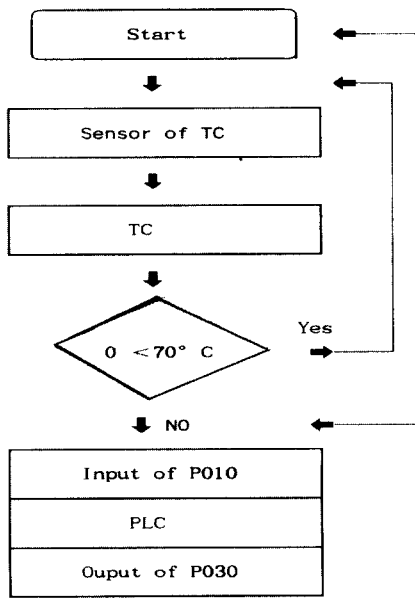 Start
Sensor of TC
TC
0 <70° C
Yes
NO
Input of P010
PLC
Ouput of P030